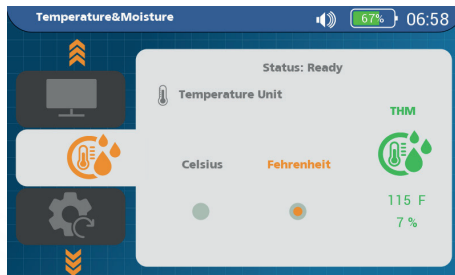 Temperature&Moisture
67%
06:58
Status: Ready
Temperature Unit
THM
Celsius
Fehrenheit
115 F
7 %